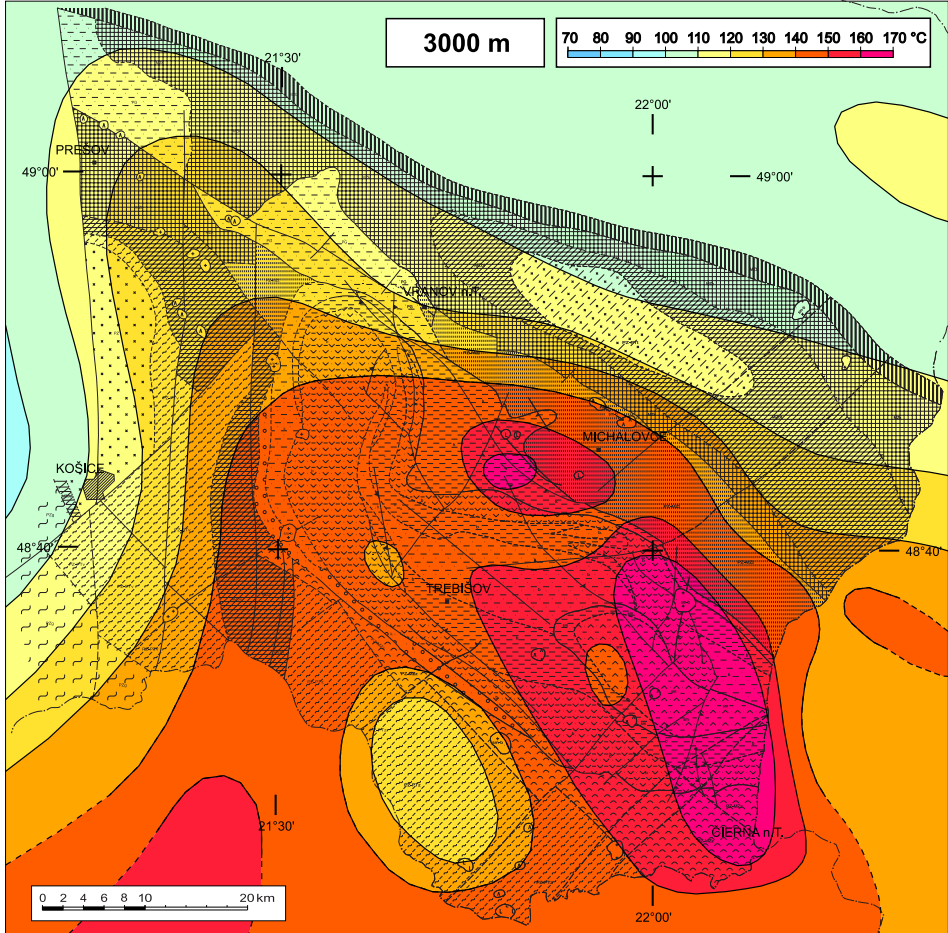 3000 m
70 80 90 100 110 120 130 140 150 160 170 °C
21°30'
22°00'
PREŠOV
49°00'
49°00'
VRANOV n.T.
MICHALOVCE
KOŠICE
48°40'
48°40'
TREBIŠOV
21°30'
ČIERNA n.T.
0 2 4 6 8 10 20 km
22°00'